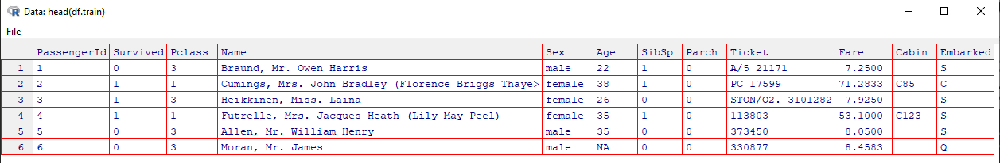 Data: head(df.train)
File
PassengerId Survived Pclass Name Sex Age SibSp Parch Ticket Fare Cabin Embarked
1 1 0 3 Braund, Mr. Owen Harris male 22 1 0 A/5 21171 7.2500 S
2 2 1 1 Cumings, Mrs. John Bradley (Florence Briggs Thaye> female 38 1 0 PC 17599 71.2833 C85 C
3 3 1 3 Heikkinen, Miss. Laina female 26 0 0 STON/O2. 3101282 7.9250 S
4 4 1 1 Futrelle, Mrs. Jacques Heath (Lily May Peel) female 35 1 0 113803 53.1000 C123 S
5 5 0 3 Allen, Mr. William Henry male 35 0 0 373450 8.0500 S
6 6 0 3 Moran, Mr. James male NA 0 0 330877 8.4583 Q